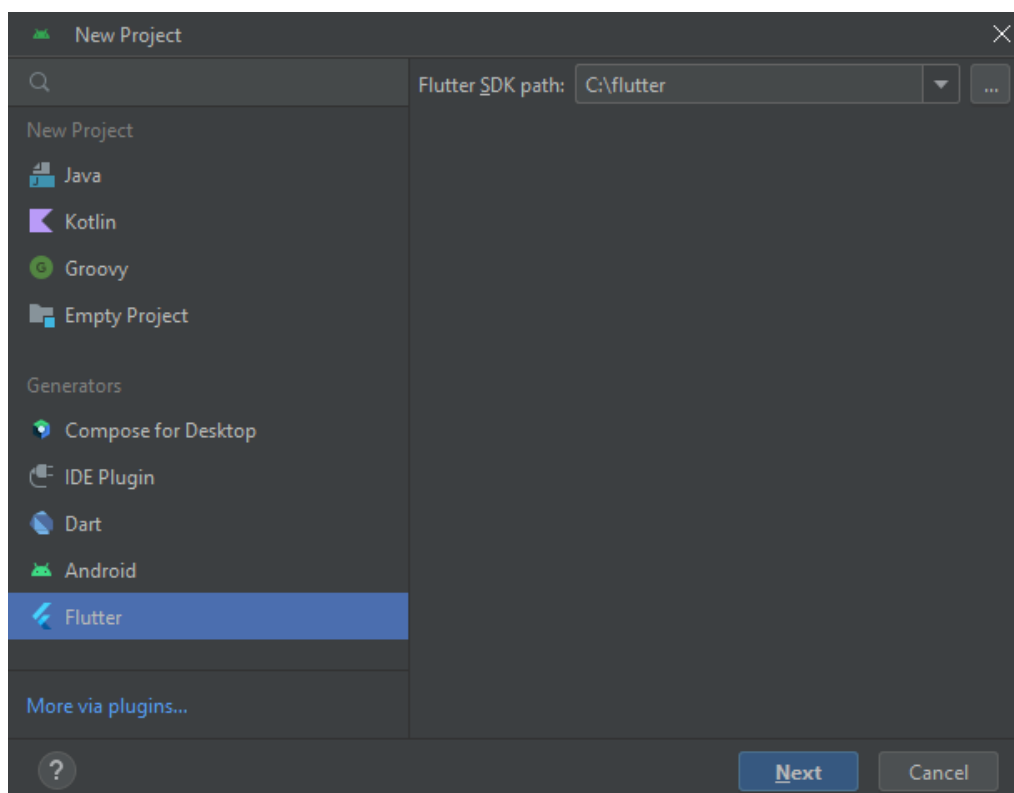 New Project
Flutter SDK path: C:\flutter ...
New Project
Java
Kotlin
G Groovy
Empty Project
Generators
Compose for Desktop
IDE Plugin
Dart
Android
Flutter
More via plugins...
? Next Cancel